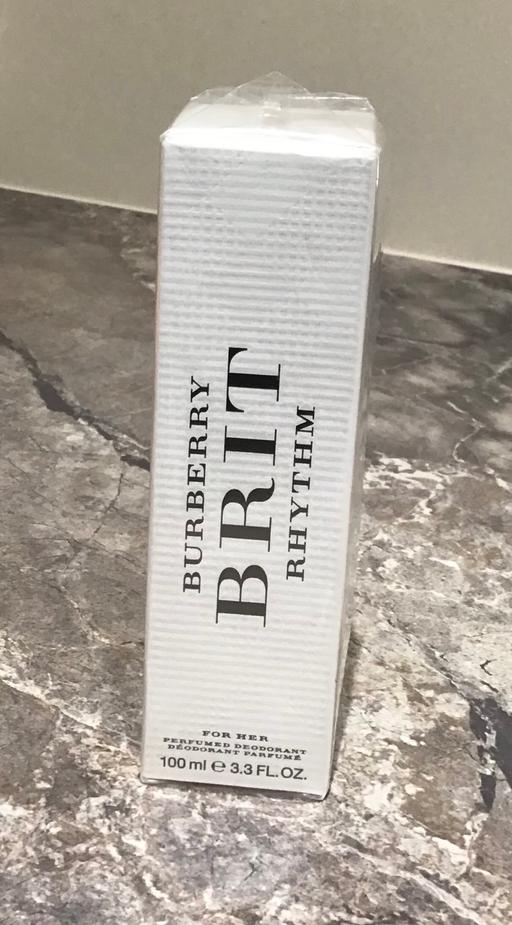 BURBERRY
BRIT
RHYTHM
FOR HER
PERFUMED DEODORANT
DÉODORANT PARFUMÉ
100 ml ℮ 3.3 FL. OZ.